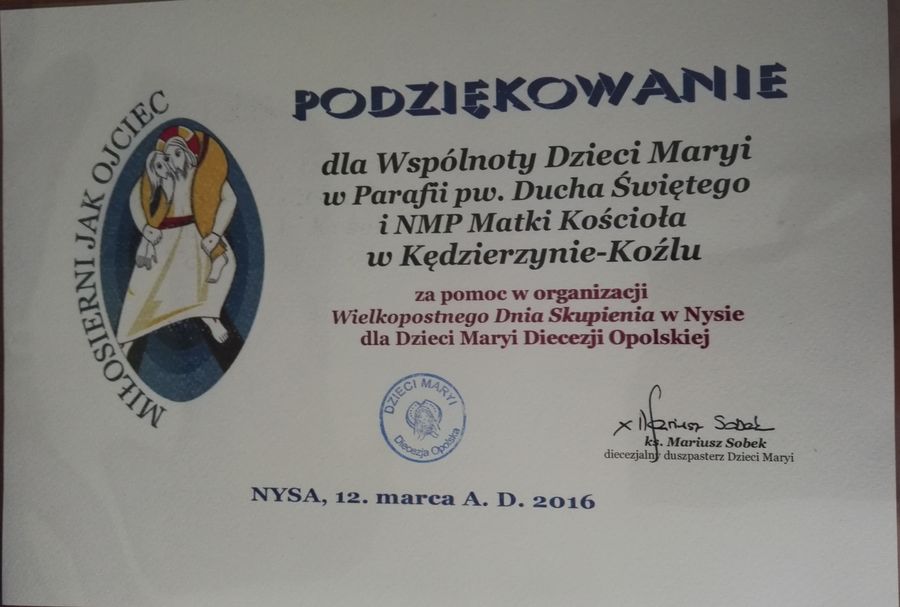 MIŁOSIERNI JAK OJCIEC
PODZIĘKOWANIE
dla Wspólnoty Dzieci Maryi
w Parafii pw. Ducha Świętego
i NMP Matki Kościoła
w Kędzierzynie-Koźlu
za pomoc w organizacji
Wielkopostnego Dnia Skupienia w Nysie
dla Dzieci Maryi Diecezji Opolskiej
DZIECI MARYI
Diecezja Opolska
x Mariusz Sobek
ks. Mariusz Sobek
diecezjalny duszpasterz Dzieci Maryi
NYSA, 12. marca A. D. 2016